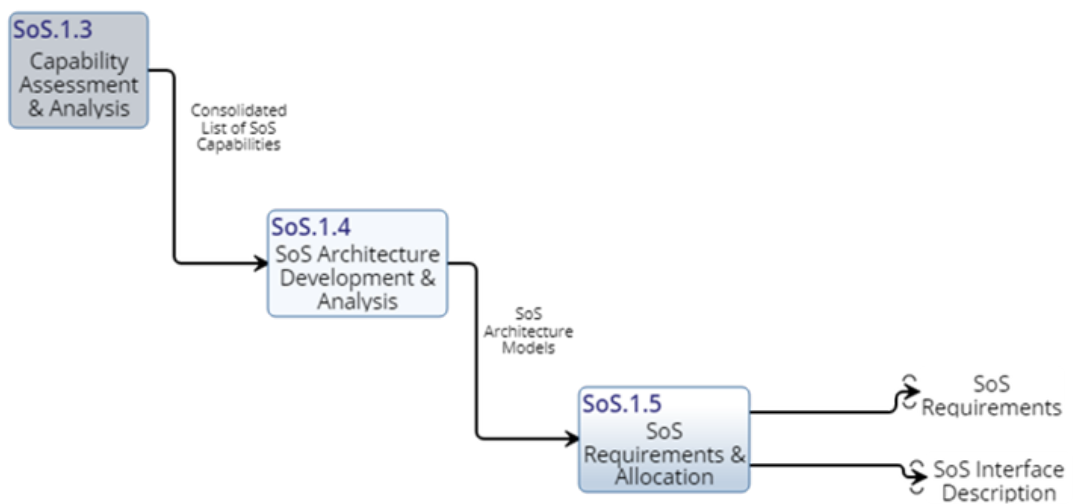 SoS.1.3
Capability
Assessment
& Analysis
Consolidated
List of SoS
Capabilities
SoS.1.4
SoS Architecture
Development &
Analysis
SoS
Architecture
Models
SoS.1.5
SoS
Requirements &
Allocation
SoS
Requirements
SoS Interface
Description